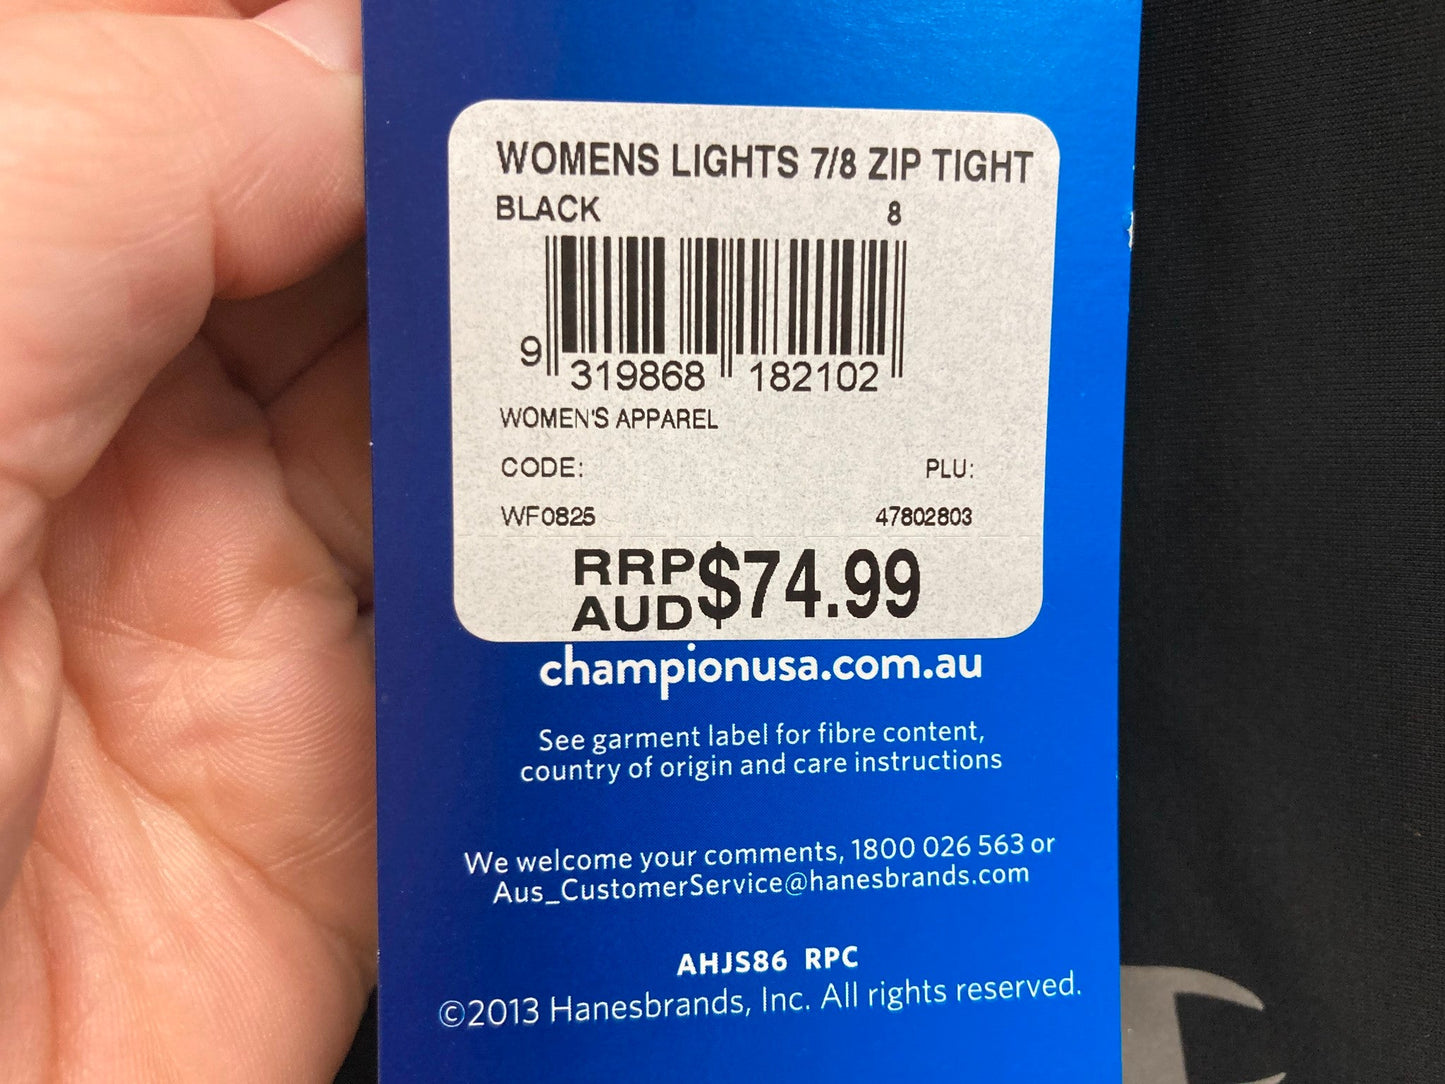 WOMENS LIGHTS 7/8 ZIP TIGHT
BLACK 8
9 319868 182102
WOMEN'S APPAREL
CODE: PLU:
WF0825 47802803
RRP AUD $74.99
championusa.com.au
See garment label for fibre content,
country of origin and care instructions
We welcome your comments, 1800 026 563 or
Aus_CustomerService@hanesbrands.com
AHJS86 RPC
©2013 Hanesbrands, Inc. All rights reserved.